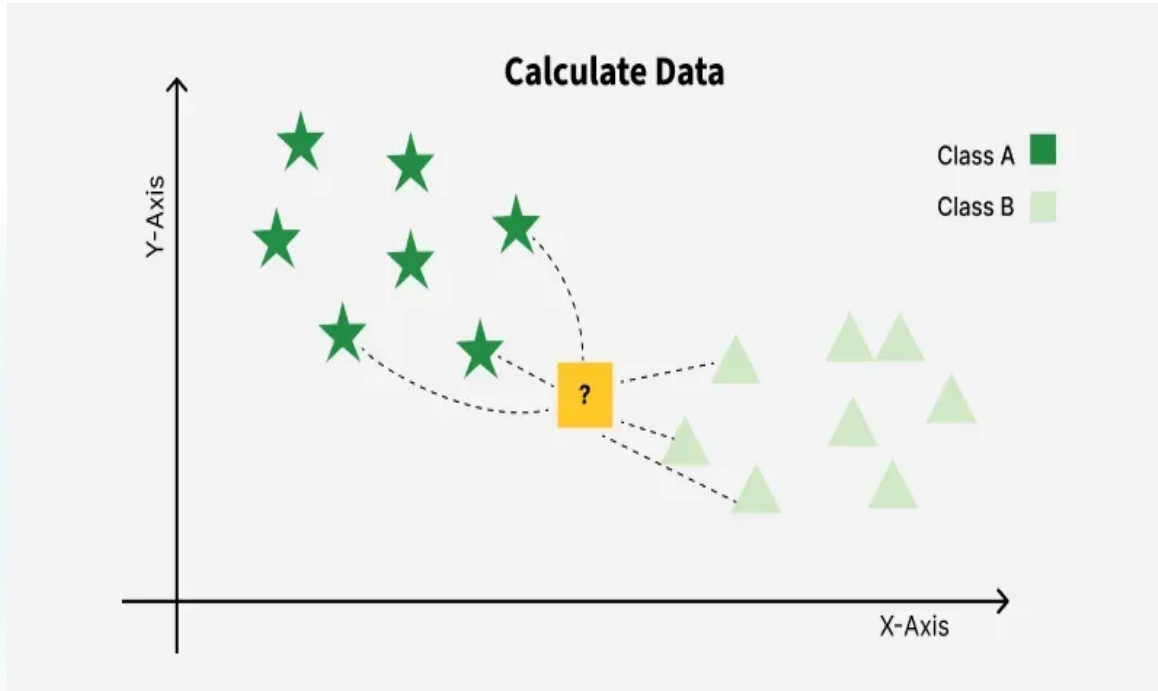 Calculate Data
Class A
Class B
Y-Axis
?
X-Axis